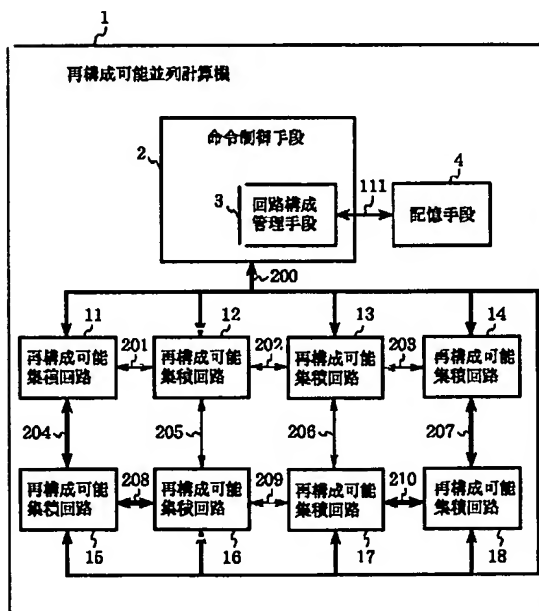 1
再構成可能並列計算機
命令制御手段
2
3
回路構成
管理手段
111
4
記憶手段
200
11
12
13
14
再構成可能
集積回路
201
再構成可能
集積回路
202
再構成可能
集積回路
203
再構成可能
集積回路
204
205
206
207
再構成可能
集積回路
208
再構成可能
集積回路
209
再構成可能
集積回路
210
再構成可能
集積回路
15
16
17
18